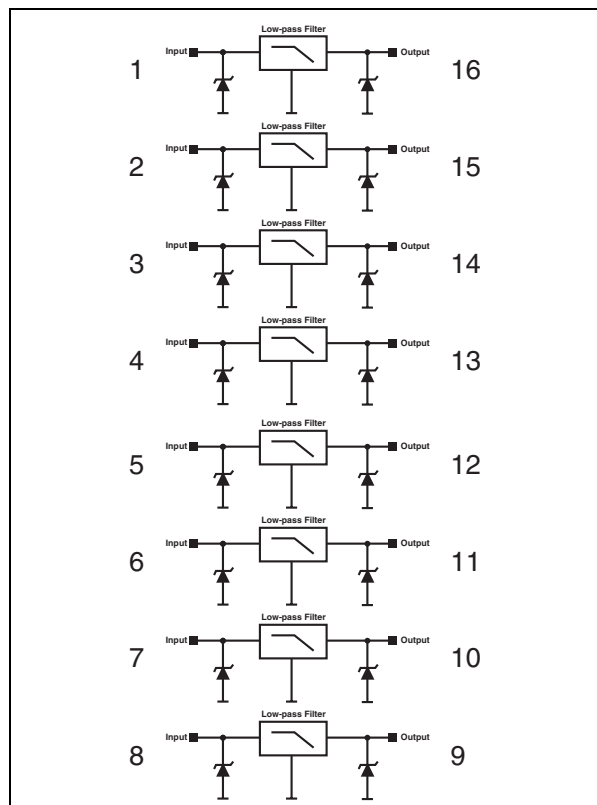 Low-pass Filter
1 Input Output 16
Low-pass Filter
2 Input Output 15
Low-pass Filter
3 Input Output 14
Low-pass Filter
4 Input Output 13
Low-pass Filter
5 Input Output 12
Low-pass Filter
6 Input Output 11
Low-pass Filter
7 Input Output 10
Low-pass Filter
8 Input Output 9